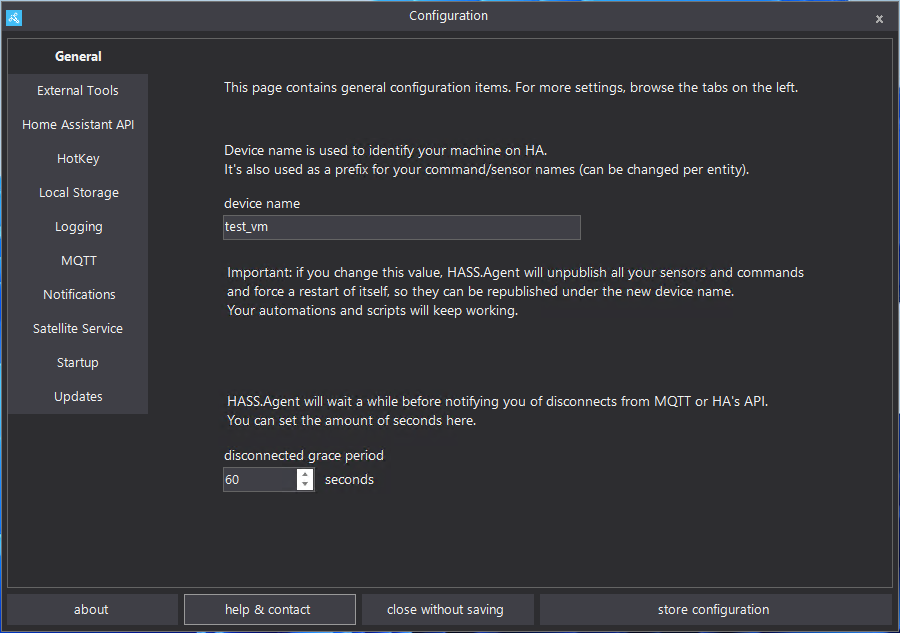 Configuration
x
General
External Tools
Home Assistant API
HotKey
Local Storage
Logging
MQTT
Notifications
Satellite Service
Startup
Updates
This page contains general configuration items. For more settings, browse the tabs on the left.
Device name is used to identify your machine on HA.
It's also used as a prefix for your command/sensor names (can be changed per entity).
device name
test_vm
Important: if you change this value, HASS.Agent will unpublish all your sensors and commands
and force a restart of itself, so they can be republished under the new device name.
Your automations and scripts will keep working.
HASS.Agent will wait a while before notifying you of disconnects from MQTT or HA's API.
You can set the amount of seconds here.
disconnected grace period
60 seconds
about
help & contact
close without saving
store configuration